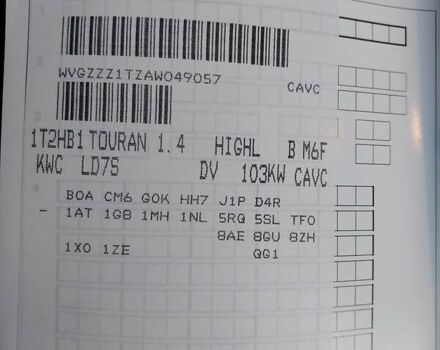 WVGZZZ1TZAW049057
CAVC
1T2HB1 TOURAN 1.4 HIGHL B M6F
KWC LD7S DV 103KW CAVC
B0A CM6 G0K HH7 J1P D4R
- 1AT 1G8 1MH 1NL 5RQ 5SL TF0
8AE 8GU 8ZH
1X0 1ZE QG1